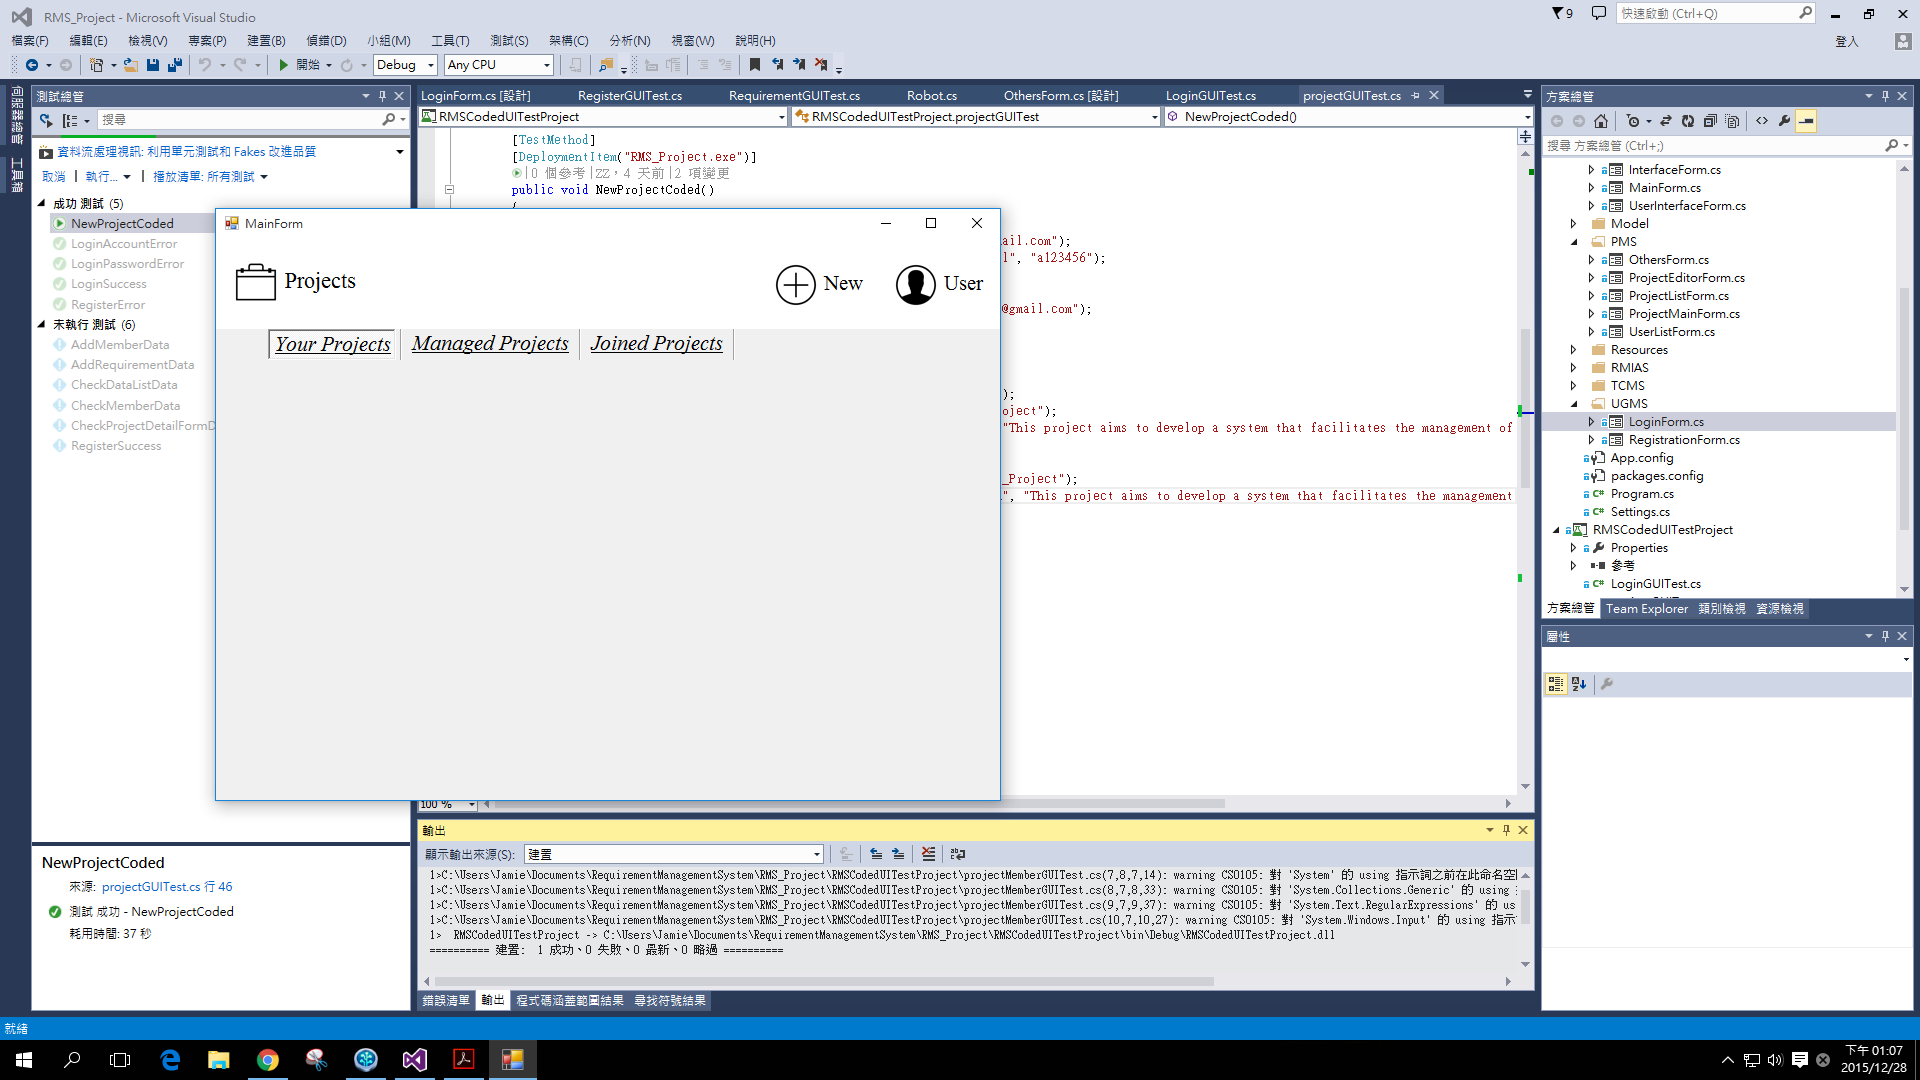 RMS_Project - Microsoft Visual Studio
9
快速啟動 (Ctrl+Q)
檔案(F) 編輯(E) 檢視(V) 專案(P) 建置(B) 偵錯(D) 小組(M) 工具(T) 測試(S) 架構(C) 分析(N) 視窗(W) 說明(H)
登入
開始 Debug Any CPU
伺服器總管
工具箱
測試總管
搜尋
資料流處理視訊: 利用單元測試和 Fakes 改進品質
取消 執行... 播放清單: 所有測試
成功 測試 (5)
NewProjectCoded
LoginAccountError
LoginPasswordError
LoginSuccess
RegisterError
未執行 測試 (6)
AddMemberData
AddRequirementData
CheckDataListData
CheckMemberData
CheckProjectDetailFormD
RegisterSuccess
NewProjectCoded
來源: projectGUITest.cs 行 46
測試 成功 - NewProjectCoded
耗用時間: 37 秒
LoginForm.cs [設計] RegisterGUITest.cs RequirementGUITest.cs Robot.cs OthersForm.cs [設計] LoginGUITest.cs projectGUITest.cs
RMSCodedUITestProject RMSCodedUITestProject.projectGUITest NewProjectCoded()
[TestMethod]
[DeploymentItem("RMS_Project.exe")]
|0 個參考|ZZ，4 天前|2 項變更
public void NewProjectCoded()
{
ail.com");
l", "a123456");
@gmail.com");
);
oject");
"This project aims to develop a system that facilitates the management of
_Project");
", "This project aims to develop a system that facilitates the management
100 %
MainForm
Projects
New
User
Your Projects Managed Projects Joined Projects
輸出
顯示輸出來源(S): 建置
1>C:\Users\Jamie\Documents\RequirementManagementSystem\RMS_Project\RMSCodedUITestProject\projectMemberGUITest.cs(7,8,7,14): warning CS0105: 對 'System' 的 using 指示詞之前在此命名空
1>C:\Users\Jamie\Documents\RequirementManagementSystem\RMS_Project\RMSCodedUITestProject\projectMemberGUITest.cs(8,7,8,33): warning CS0105: 對 'System.Collections.Generic' 的 using
1>C:\Users\Jamie\Documents\RequirementManagementSystem\RMS_Project\RMSCodedUITestProject\projectMemberGUITest.cs(9,7,9,37): warning CS0105: 對 'System.Text.RegularExpressions' 的 us
1>C:\Users\Jamie\Documents\RequirementManagementSystem\RMS_Project\RMSCodedUITestProject\projectMemberGUITest.cs(10,7,10,27): warning CS0105: 對 'System.Windows.Input' 的 using 指示
1> RMSCodedUITestProject -> C:\Users\Jamie\Documents\RequirementManagementSystem\RMS_Project\RMSCodedUITestProject\bin\Debug\RMSCodedUITestProject.dll
========== 建置: 1 成功、0 失敗、0 最新、0 略過 ==========
錯誤清單 輸出 程式碼涵蓋範圍結果 尋找符號結果
方案總管
搜尋 方案總管 (Ctrl+;)
InterfaceForm.cs
MainForm.cs
UserInterfaceForm.cs
Model
PMS
OthersForm.cs
ProjectEditorForm.cs
ProjectListForm.cs
ProjectMainForm.cs
UserListForm.cs
Resources
RMIAS
TCMS
UGMS
LoginForm.cs
RegistrationForm.cs
App.config
packages.config
Program.cs
Settings.cs
RMSCodedUITestProject
Properties
參考
LoginGUITest.cs
方案總管 Team Explorer 類別檢視 資源檢視
屬性
就緒
下午 01:07
2015/12/28